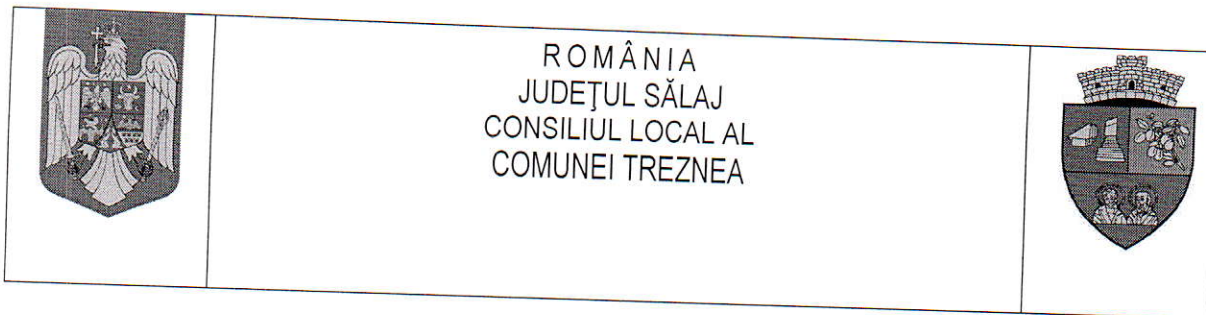 ROMÂNIA
JUDEŢUL SĂLAJ
CONSILIUL LOCAL AL
COMUNEI TREZNEA